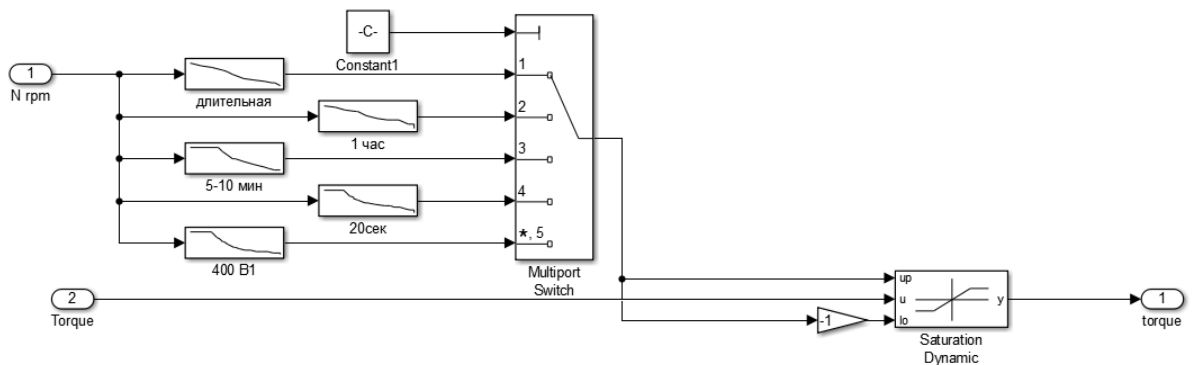 -C-
Constant1
1
N rpm
длительная
1
2
1 час
3
5-10 мин
4
20сек
*, 5
400 В1
Multiport
Switch
2
Torque
-1
up
u
lo
y
Saturation
Dynamic
1
torque